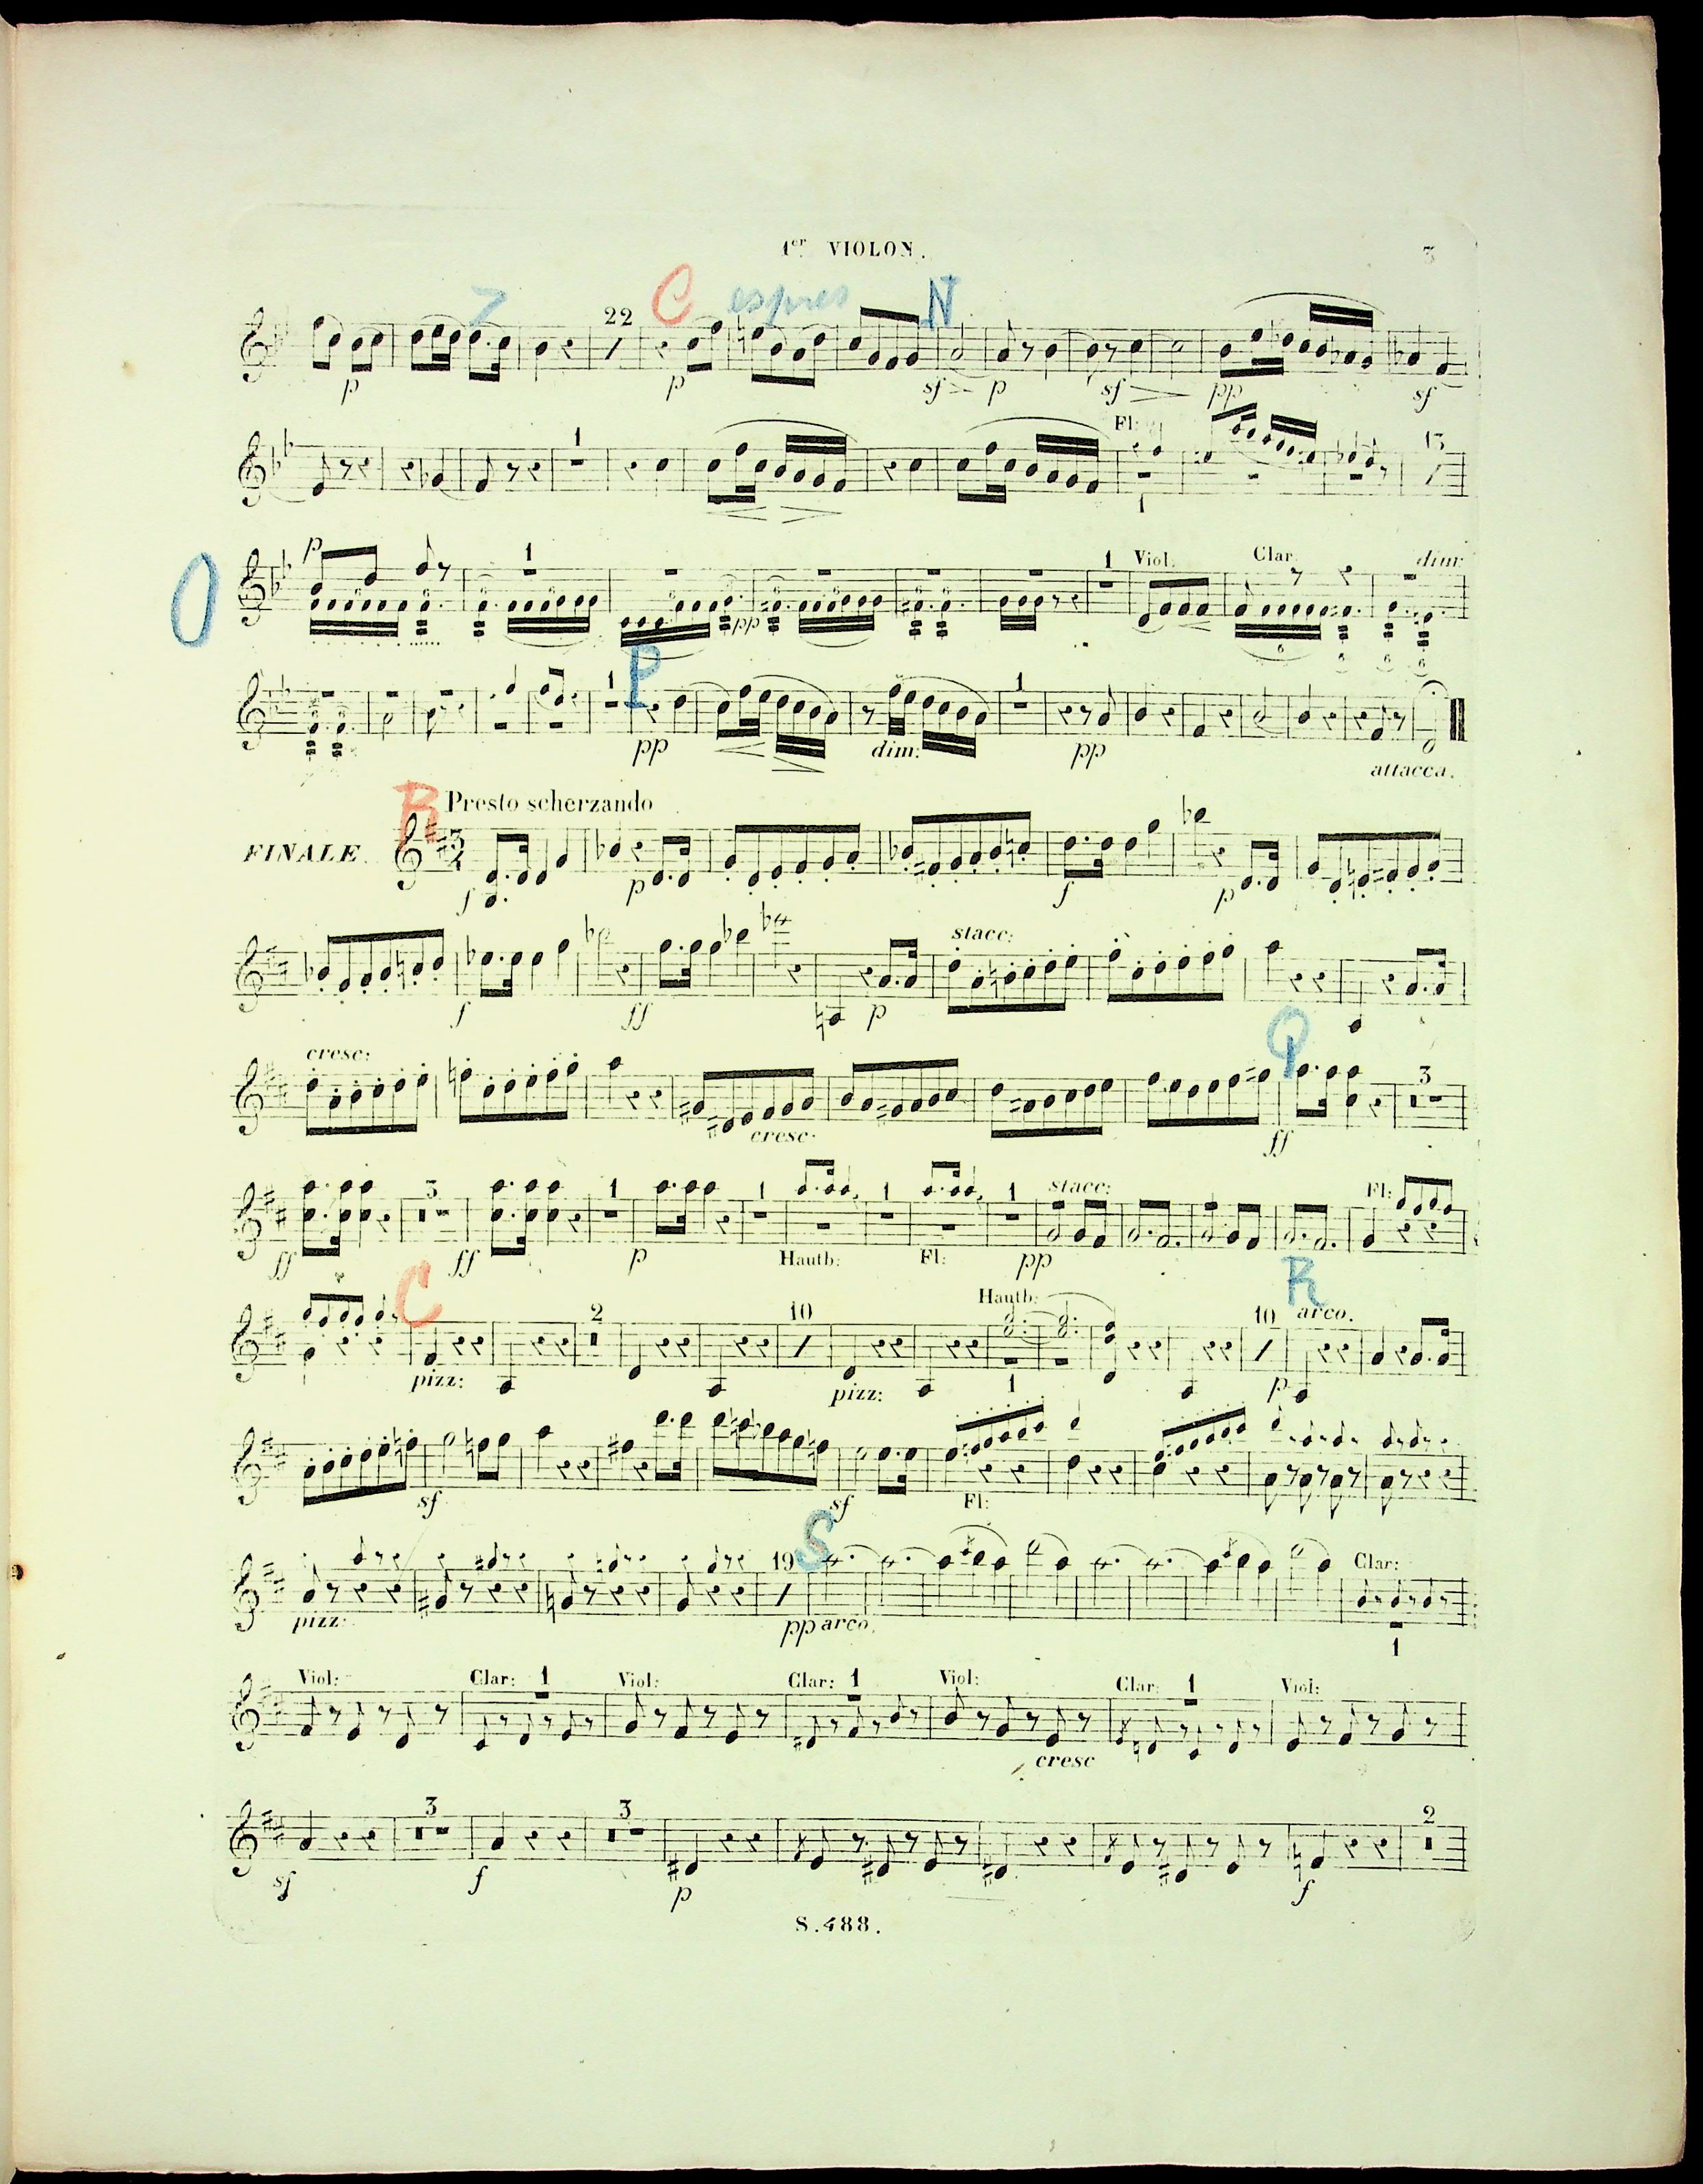 1er VIOLON. 3
C espres N
22
p p sf p sf pp sf
Fl:
1 13
1
O p 1 1 Viol. Clar. dim:
pp
6 6 6 6
1 P 1
pp dim: pp
attacca.
R Presto scherzando
FINALE.
f p f p
stacc:
f ff p
cresc: Q
3
cresc. ff
3 1 1 1 1 stacc: Fl:
ff ff p Hautb: Fl: pp
C R
2 10 Hautb: 10 arco.
pizz: pizz: 1 p
sf sf Fl:
S
19 Clar:
pizz: pp arco. 1
Viol: Clar: 1 Viol: Clar: 1 Viol: Clar: 1 Viol:
cresc
3 3 2
sf f p f
S.488.